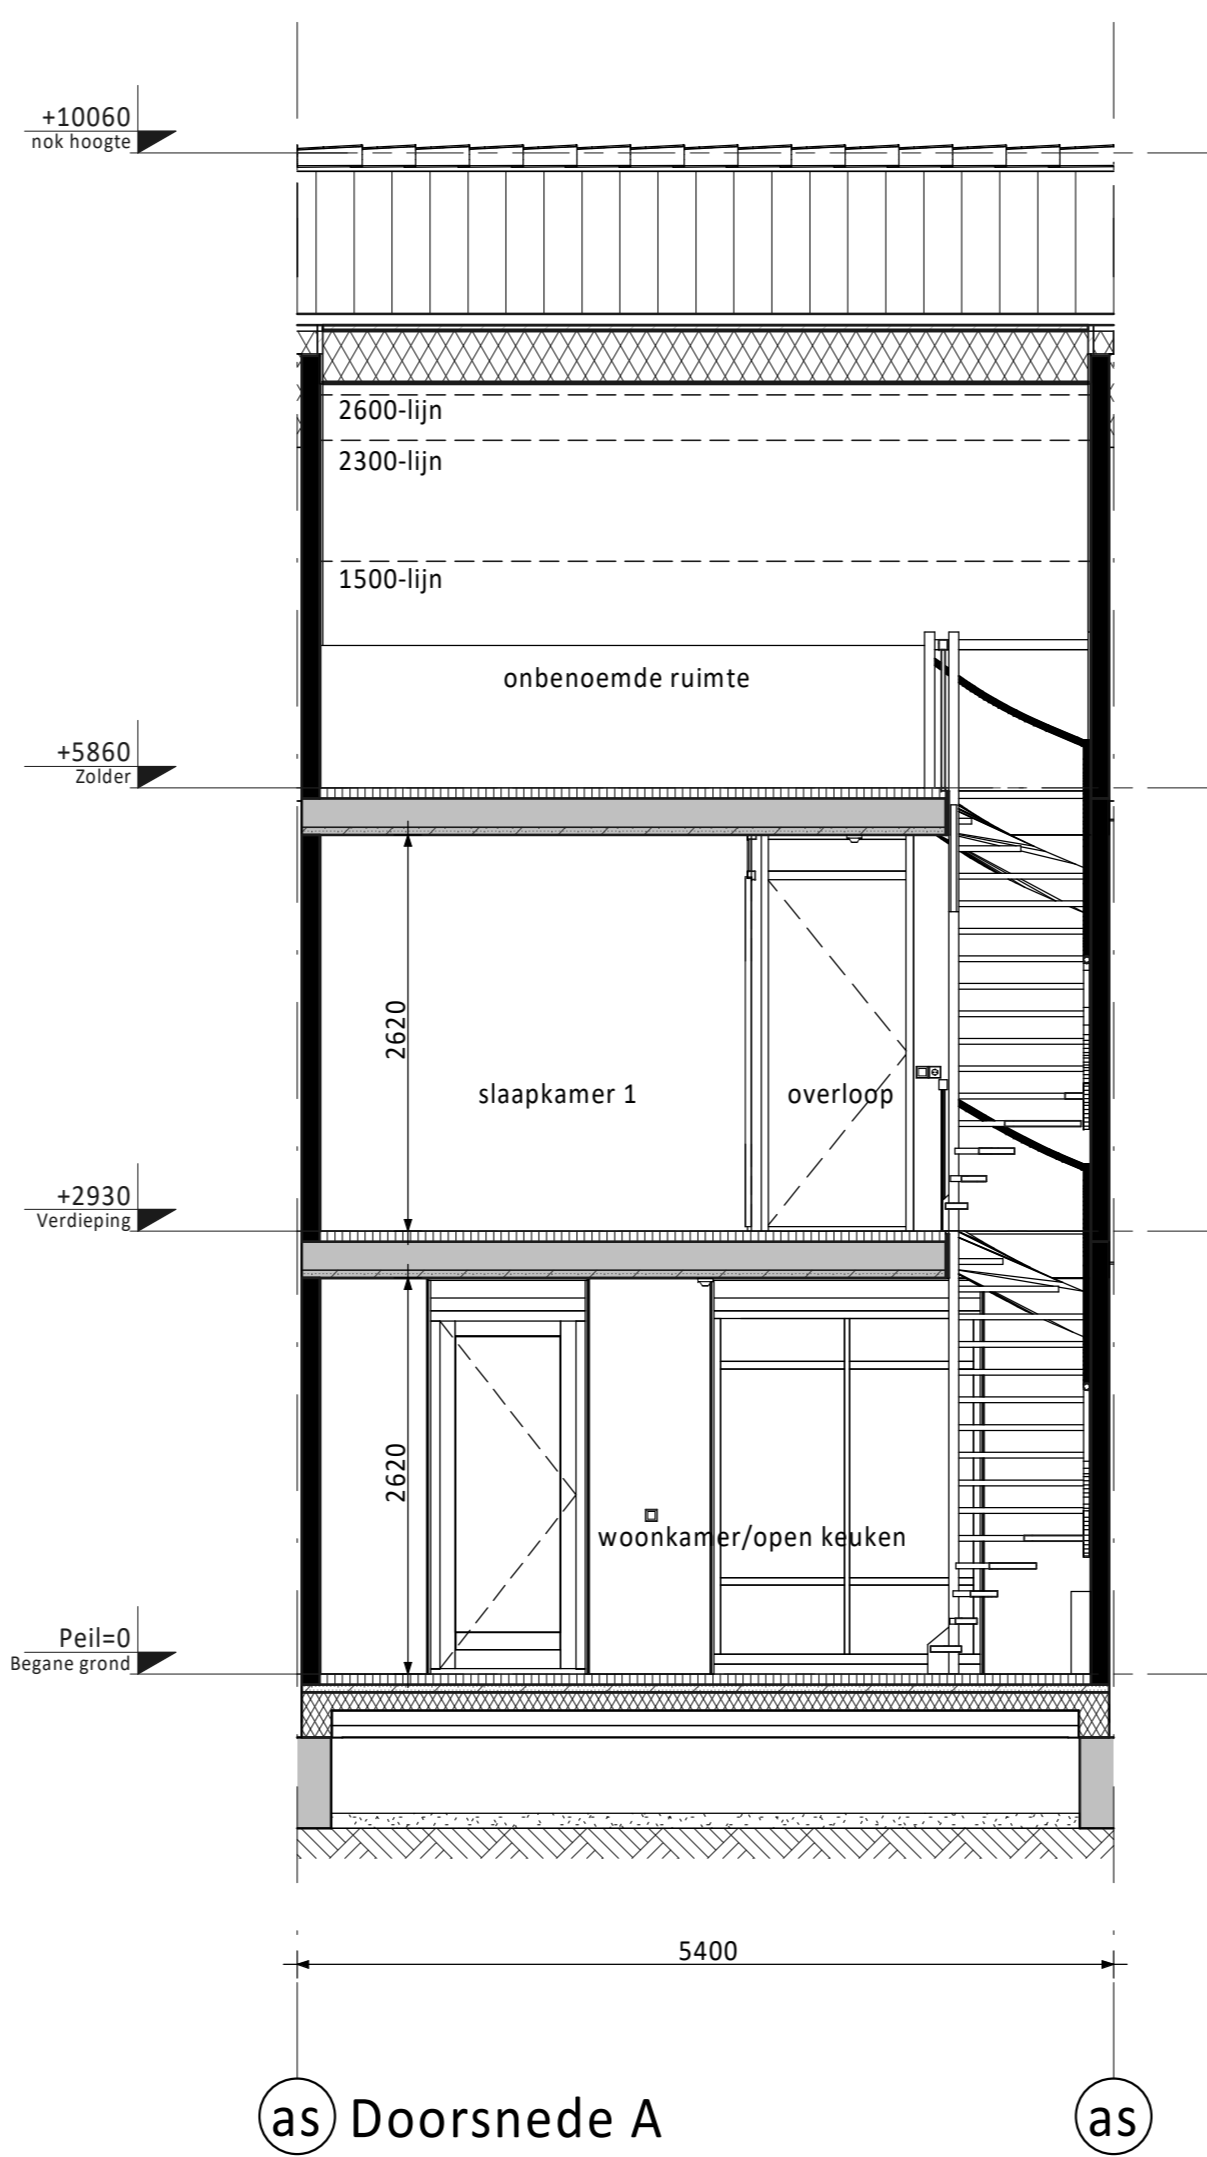 +10060
nok hoogte
2600-lijn
2300-lijn
1500-lijn
onbenoemde ruimte
+5860
Zolder
2620
slaapkamer 1
overloop
+2930
Verdieping
2620
woonkamer/open keuken
Peil=0
Begane grond
5400
as Doorsnede A as